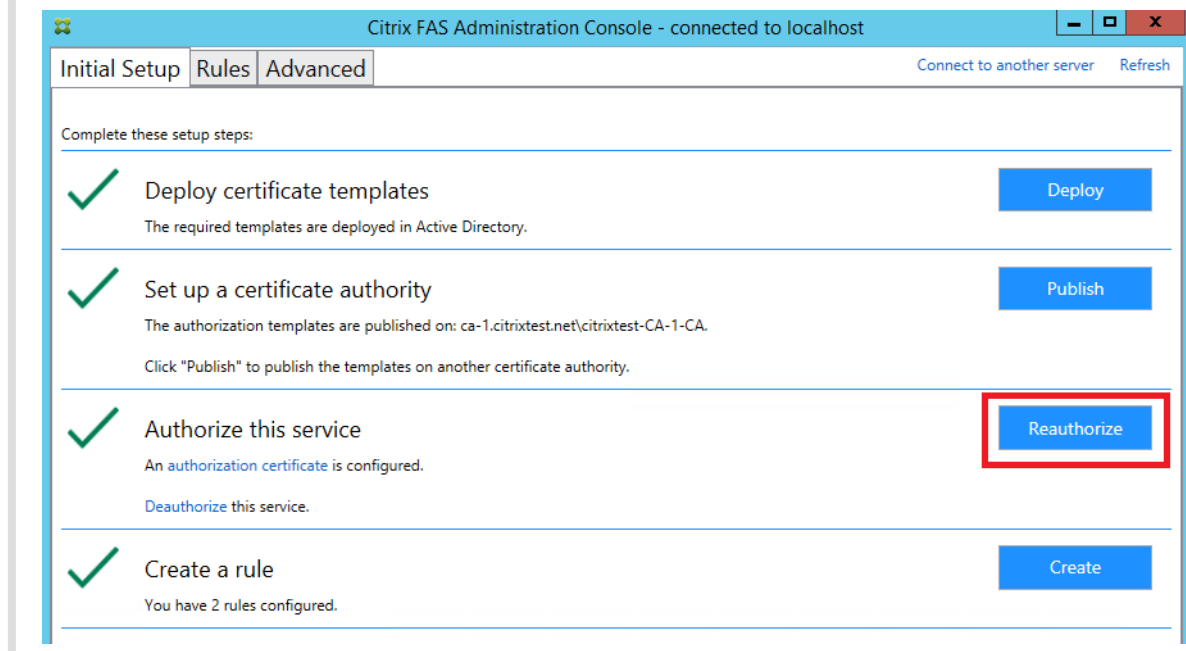 Citrix FAS Administration Console - connected to localhost
Initial Setup Rules Advanced Connect to another server Refresh
Complete these setup steps:
Deploy certificate templates
Deploy
The required templates are deployed in Active Directory.
Set up a certificate authority
Publish
The authorization templates are published on: ca-1.citrixtest.net\citrixtest-CA-1-CA.
Click "Publish" to publish the templates on another certificate authority.
Authorize this service
Reauthorize
An authorization certificate is configured.
Deauthorize this service.
Create a rule
Create
You have 2 rules configured.